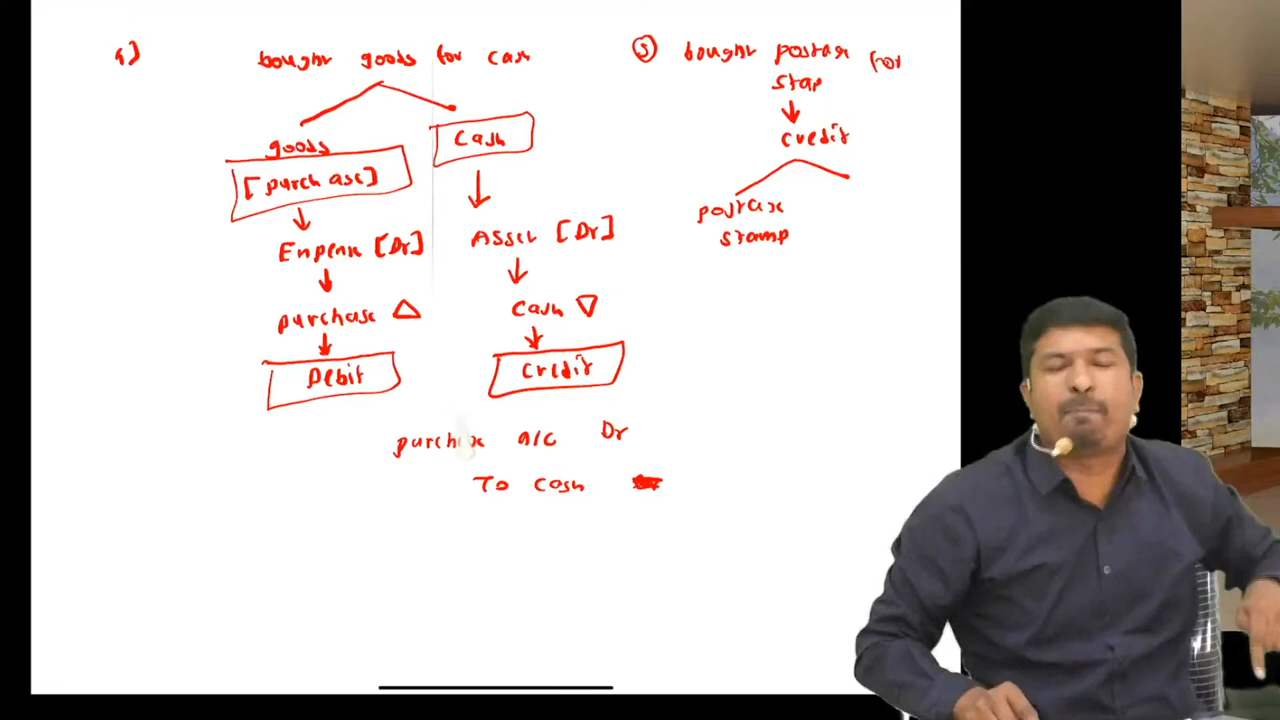 4)
bought goods for cash
goods
[purchase]
Cash
Expense [Dr]
Asset [Dr]
purchase △
Cash ▽
Debit
Credit
purchase a/c Dr
To cash
⑤ bought postage for
stap
credit
postage
stamp